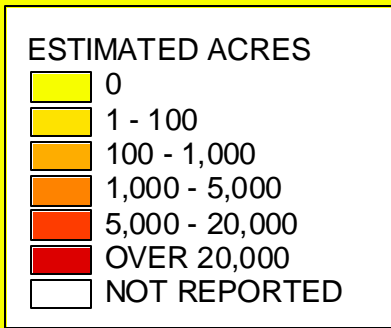 ESTIMATED ACRES
0
1 - 100
100 - 1,000
1,000 - 5,000
5,000 - 20,000
OVER 20,000
NOT REPORTED